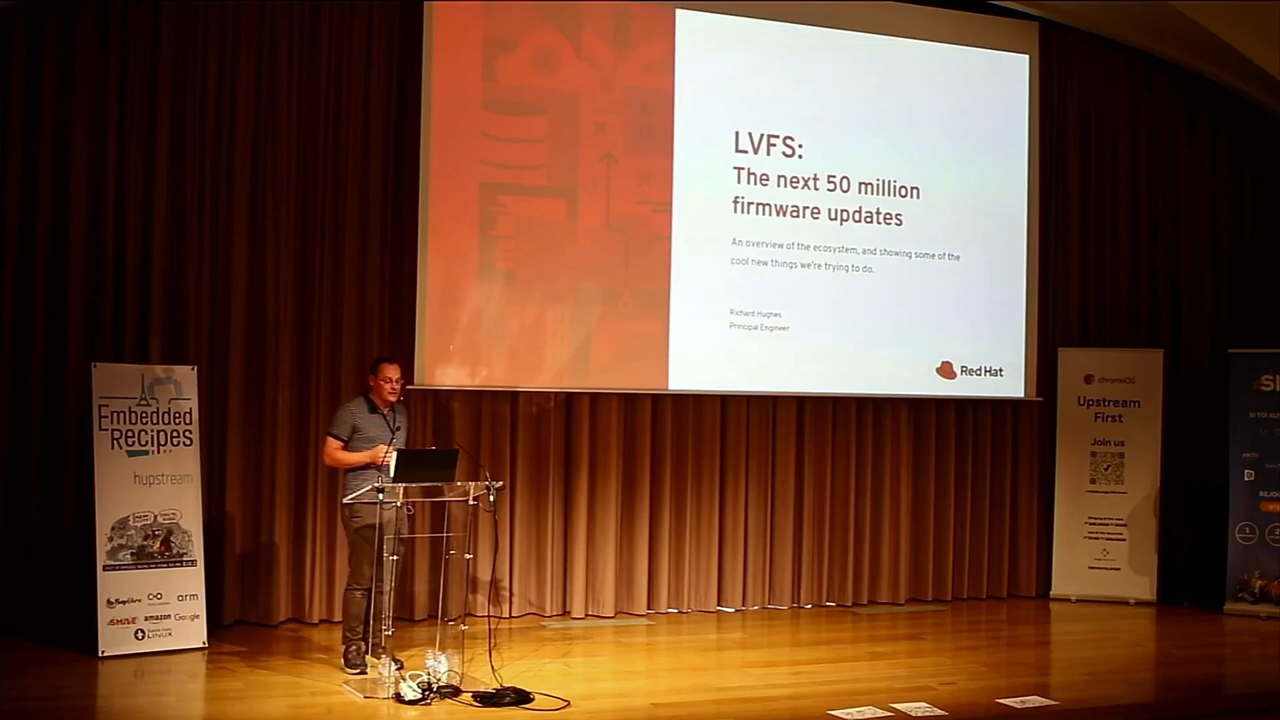 LVFS:
The next 50 million
firmware updates
An overview of the ecosystem, and showing some of the
cool new things we're trying to do.
Richard Hughes
Principal Engineer
Red Hat
Embedded
Recipes
hupstream
arm
SMILE
amazon Google
LINUX
chromeOS
Upstream
First
Join us